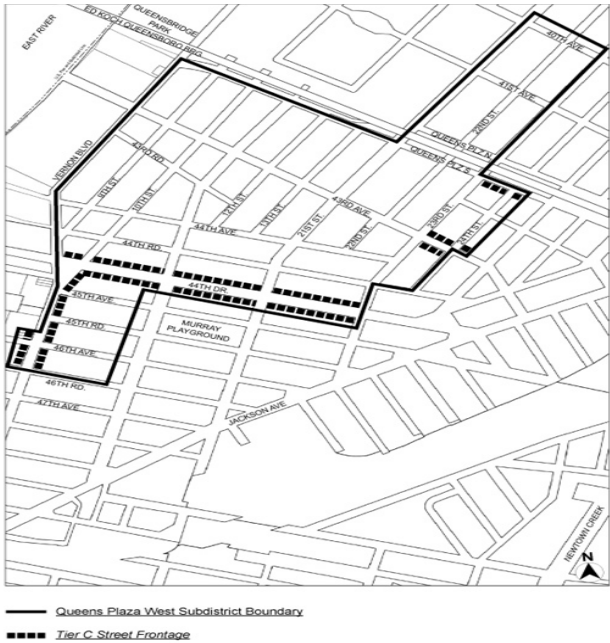 EAST RIVER
QUEENSBRIDGE
PARK
ED KOCH QUEENSBORO BRG.
40TH AVE.
41ST AVE.
22ND ST.
QUEENS PLZ N.
QUEENS PLZ S.
VERNON BLVD
43RD RD.
9TH ST.
10TH ST.
12TH ST.
13TH ST.
21ST ST.
22ND ST.
43RD AVE.
23RD ST.
24TH ST.
44TH AVE.
44TH RD.
44TH DR.
45TH AVE.
45TH RD.
46TH AVE.
46TH RD.
47TH AVE.
MURRAY
PLAYGROUND
JACKSON AVE
NEWTOWN CREEK
N
Queens Plaza West Subdistrict Boundary
Tier C Street Frontage